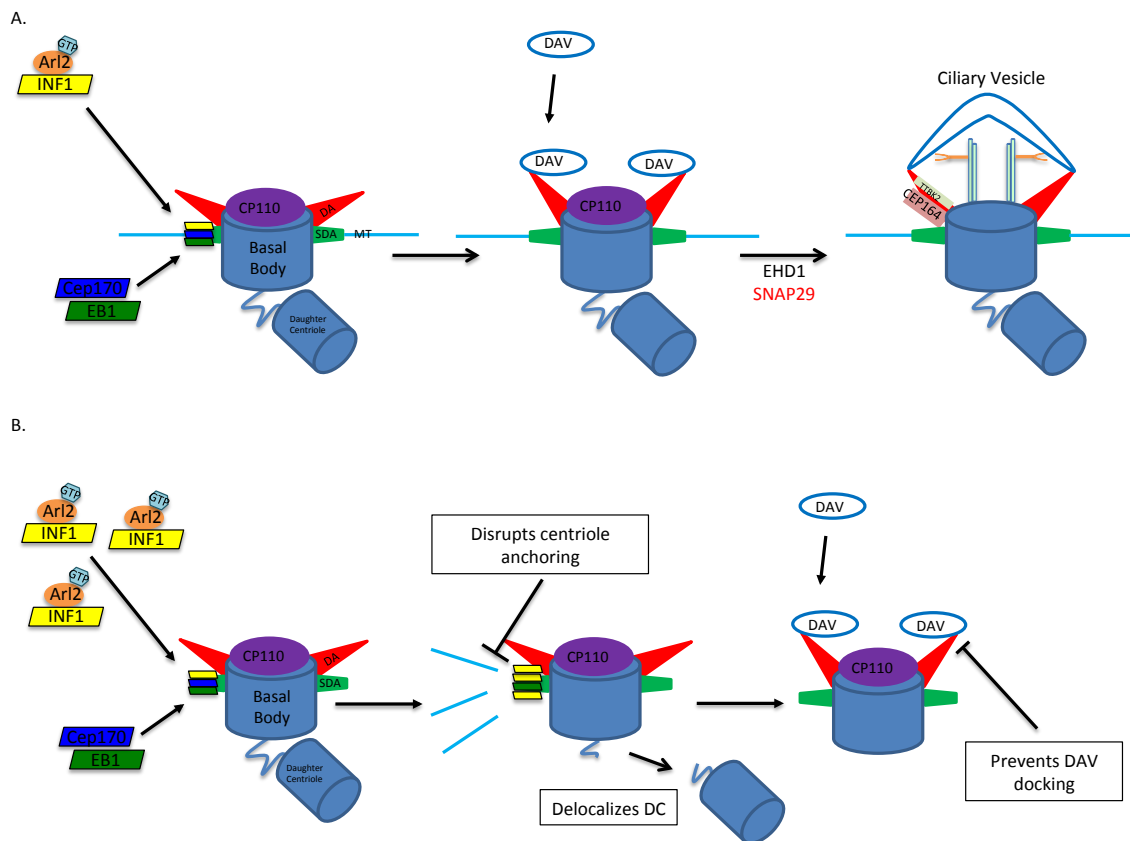 A.
GTP
Arl2
INF1
Cep170
EB1
CP110
DA
SDA
MT
Basal
Body
Daughter
Centriole
DAV
DAV
DAV
CP110
EHD1
SNAP29
Ciliary Vesicle
TTBK2
CEP164
B.
GTP
Arl2
INF1
GTP
Arl2
INF1
GTP
Arl2
INF1
Cep170
EB1
CP110
DA
SDA
Basal
Body
Daughter
Centriole
Disrupts centriole
anchoring
CP110
Delocalizes DC
DAV
DAV
DAV
CP110
Prevents DAV
docking